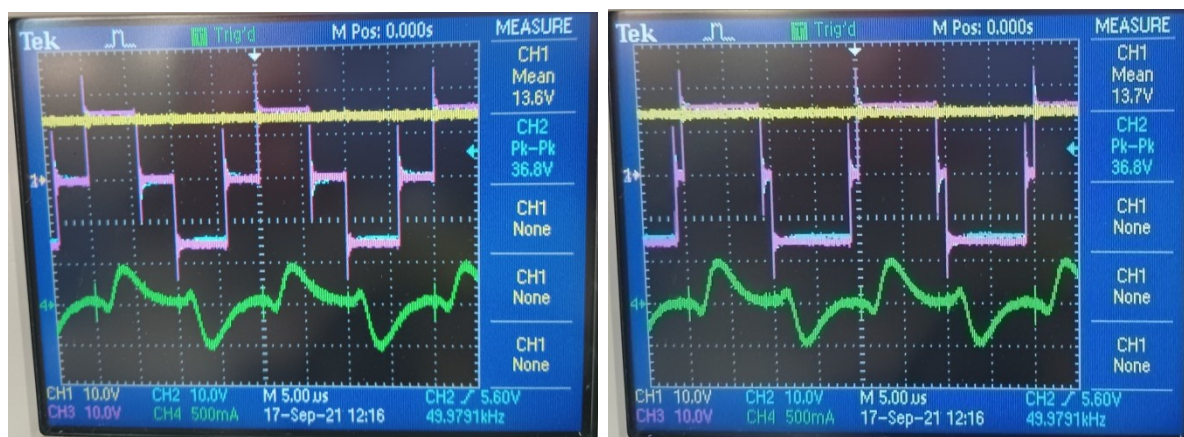 Tek Trig'd M Pos: 0.000s MEASURE
CH1
Mean
13.6V
CH2
Pk-Pk
36.8V
CH1
None
CH1
None
CH1
None
1
4
CH1 10.0V CH2 10.0V M 5.00µs CH2 5.60V
CH3 10.0V CH4 500mA 17-Sep-21 12:16 49.9791kHz
Tek Trig'd M Pos: 0.000s MEASURE
CH1
Mean
13.7V
CH2
Pk-Pk
36.8V
CH1
None
CH1
None
CH1
None
1
4
CH1 10.0V CH2 10.0V M 5.00µs CH2 5.60V
CH3 10.0V CH4 500mA 17-Sep-21 12:16 49.9791kHz